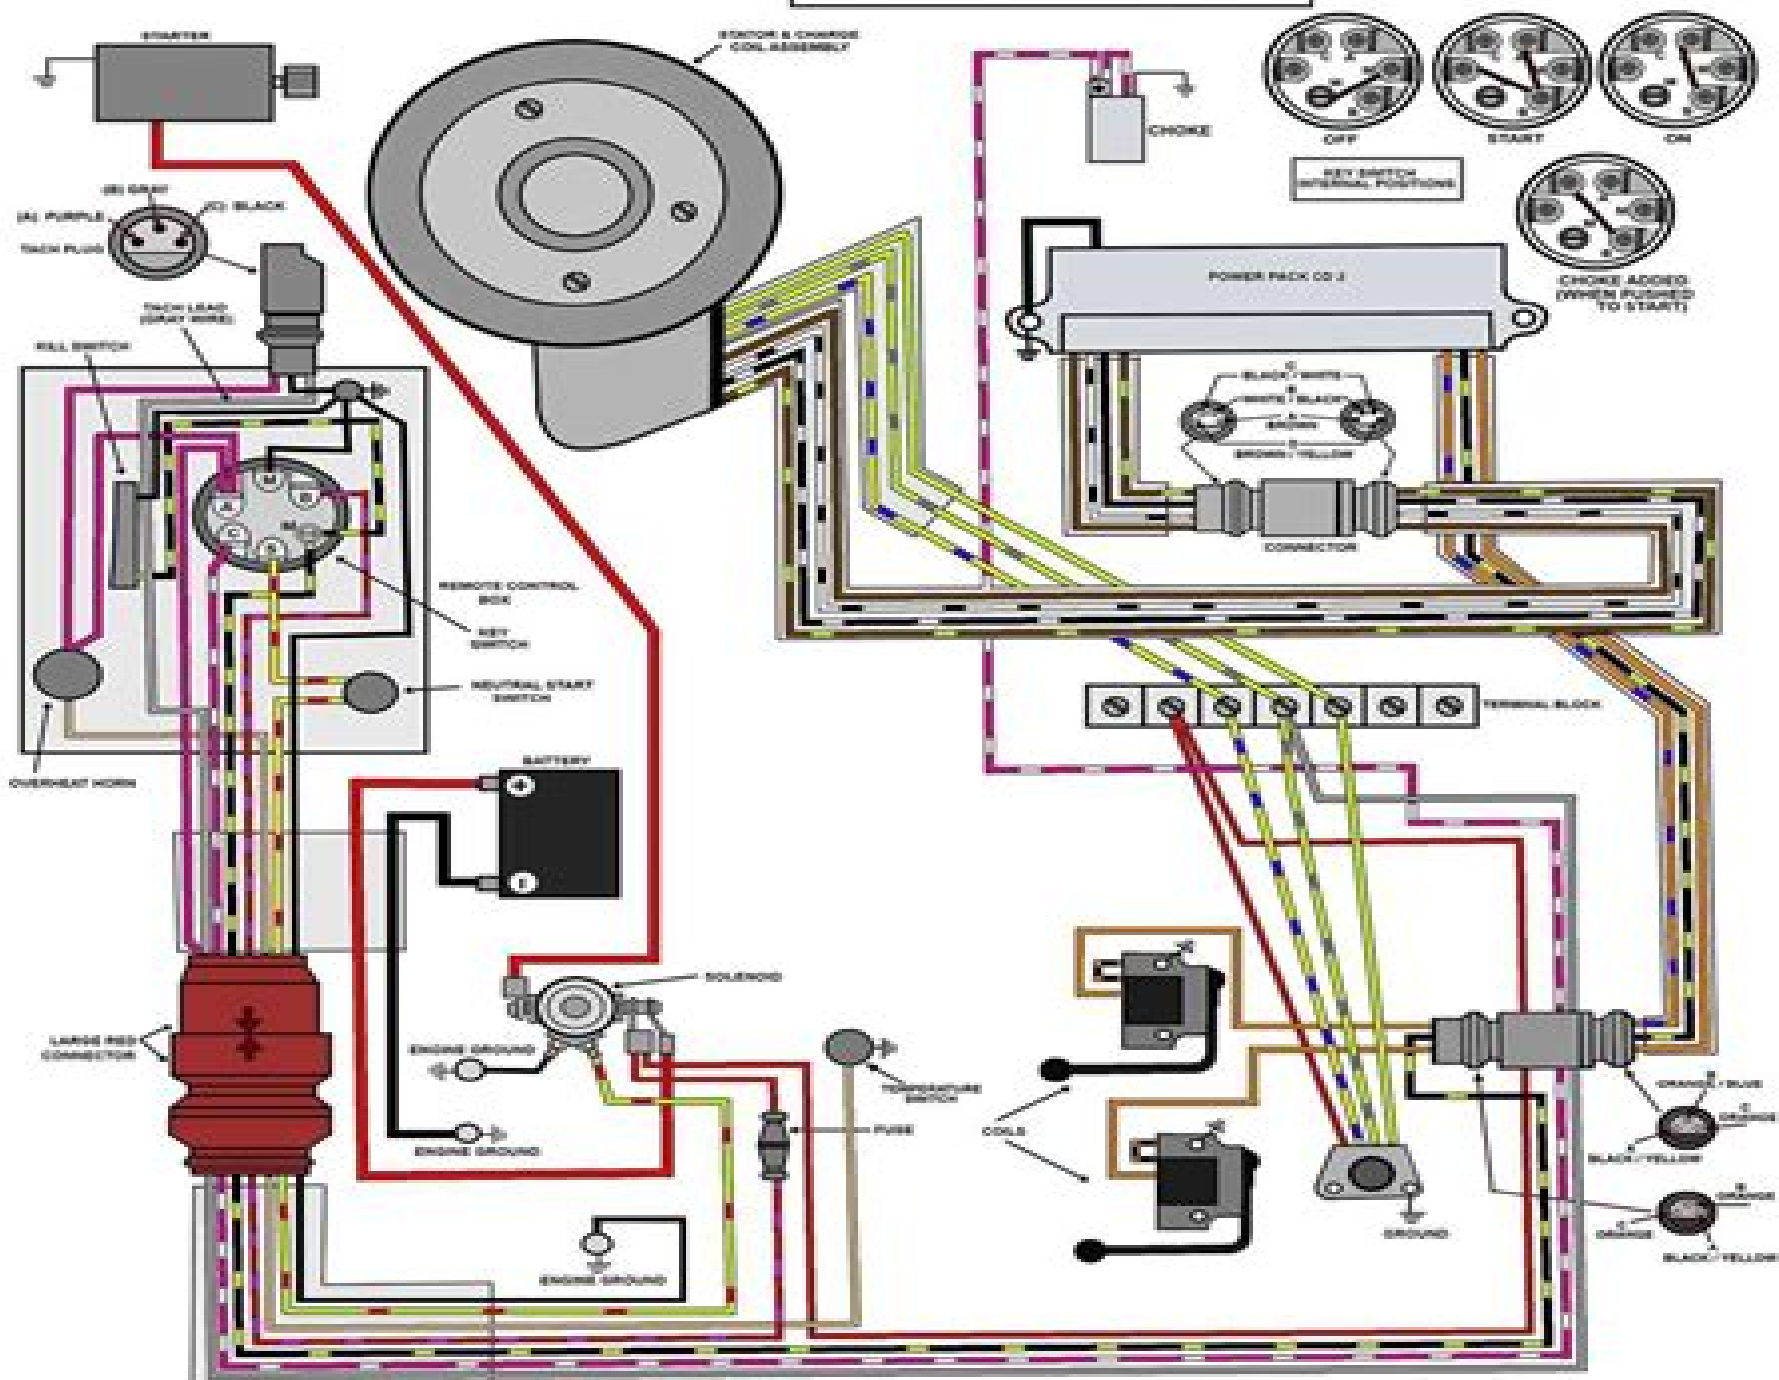 STARTER
STATOR & CHARGE
COIL ASSEMBLY
CHOKE
OFF
START
ON
KEY SWITCH
INTERNAL POSITIONS
CHOKE ADDED
(WHEN PUSHED
TO START)
(B) GRAY
(A) PURPLE
(C) BLACK
TACH PLUG
TACH LEAD
(GRAY WIRE)
KILL SWITCH
POWER PACK CD 2
C
BLACK/WHITE
B
WHITE/BLACK
A
BROWN
D
BROWN/YELLOW
CONNECTOR
M
B
A
M
C
S
REMOTE CONTROL
BOX
KEY
SWITCH
NEUTRAL START
SWITCH
OVERHEAT HORN
TERMINAL BLOCK
BATTERY
+
-
SOLENOID
LARGE RED
CONNECTOR
ENGINE GROUND
TEMPERATURE
SWITCH
FUSE
ENGINE GROUND
COILS
ORANGE/BLUE
C
ORANGE
BLACK/YELLOW
B
ORANGE
C
ORANGE
BLACK/YELLOW
GROUND
ENGINE GROUND